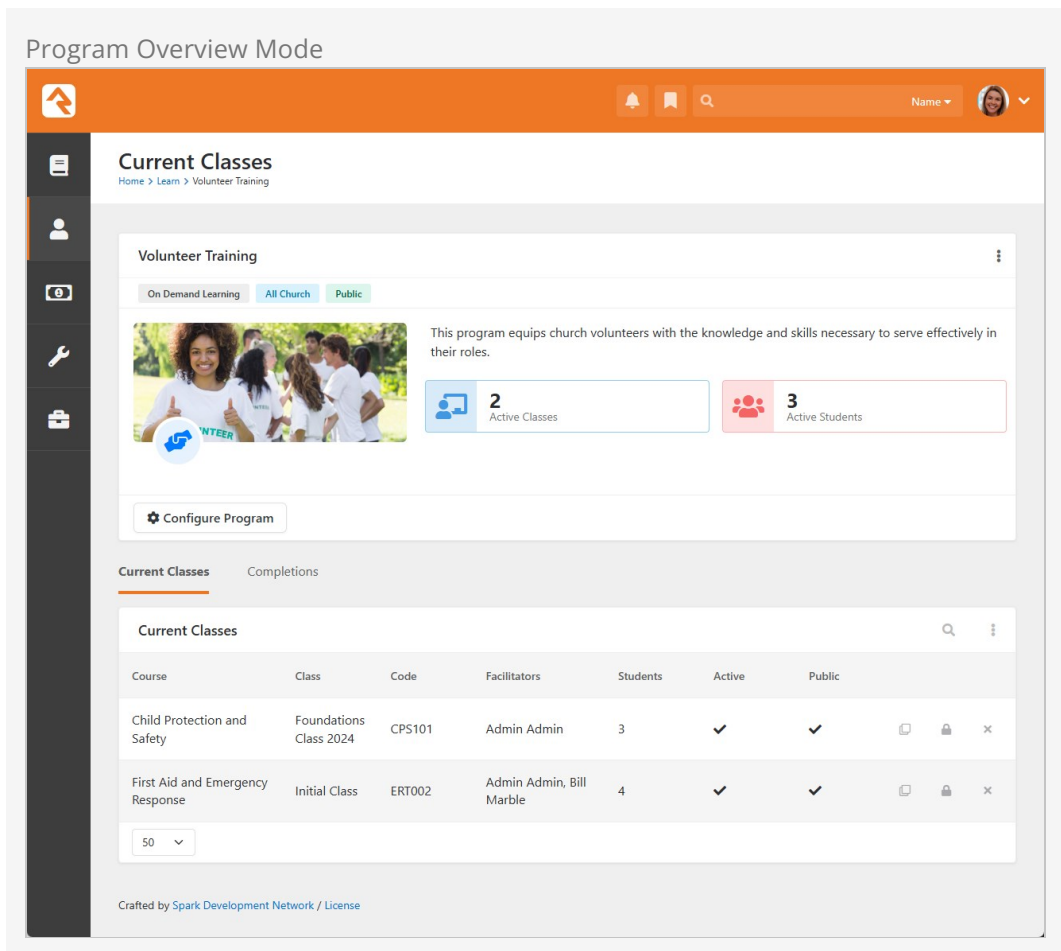 Program Overview Mode
Name
Current Classes
Home > Learn > Volunteer Training
Volunteer Training
On Demand Learning All Church Public
This program equips church volunteers with the knowledge and skills necessary to serve effectively in
their roles.
2
Active Classes
3
Active Students
NTEER
Configure Program
Current Classes Completions
Current Classes
Course Class Code Facilitators Students Active Public
Child Protection and
Safety
Foundations
Class 2024
CPS101
Admin Admin
3
First Aid and Emergency
Response
Initial Class
ERT002
Admin Admin, Bill
Marble
4
50
Crafted by Spark Development Network / License